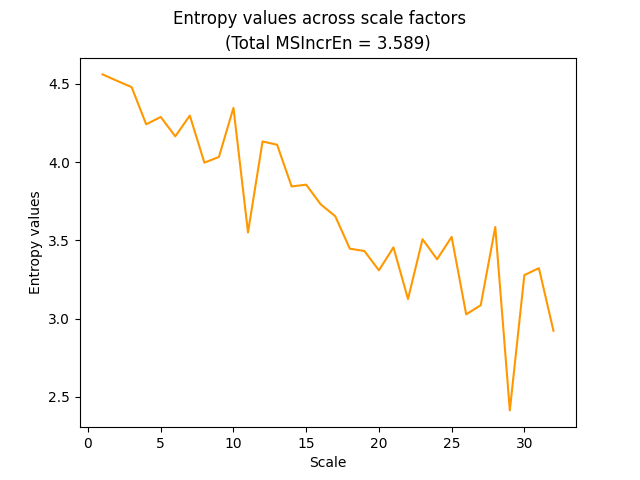 Entropy values across scale factors
(Total MSIncrEn = 3.589)
4.5
4.0
3.5
3.0
2.5
Entropy values
0 5 10 15 20 25 30
Scale